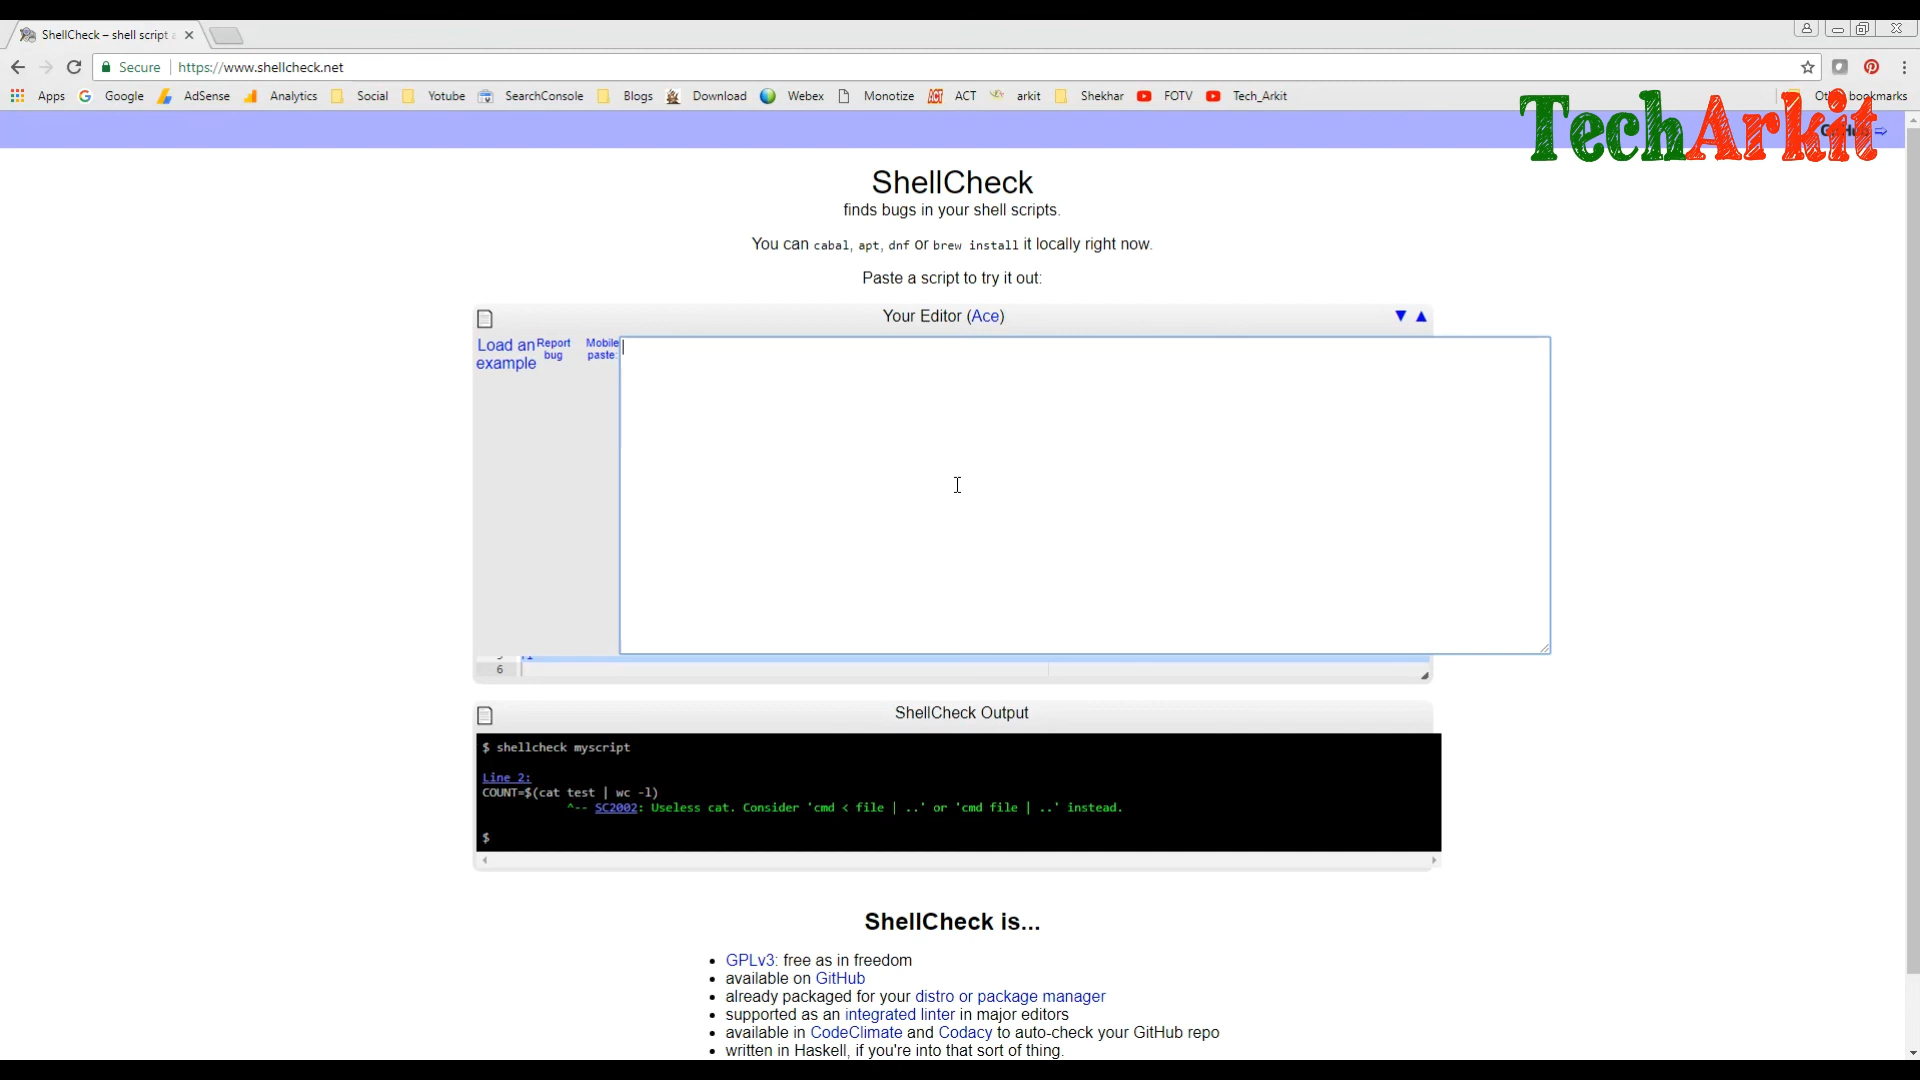 ShellCheck – shell script a
Secure
https://www.shellcheck.net
Apps Google AdSense Analytics Social Yotube SearchConsole Blogs Download Webex Monotize ACT arkit Shekhar FOTV Tech_Arkit bookmarks
TechArkit
ShellCheck
finds bugs in your shell scripts.
You can cabal, apt, dnf or brew install it locally right now.
Paste a script to try it out:
Your Editor (Ace) ▼ ▲
Load an example
Report bug
Mobile paste:
6
ShellCheck Output
$ shellcheck myscript
Line 2:
COUNT=$(cat test | wc -l)
^-- SC2002: Useless cat. Consider 'cmd < file | ..' or 'cmd file | ..' instead.
$
ShellCheck is...
• GPLv3: free as in freedom
• available on GitHub
• already packaged for your distro or package manager
• supported as an integrated linter in major editors
• available in CodeClimate and Codacy to auto-check your GitHub repo
• written in Haskell, if you're into that sort of thing.